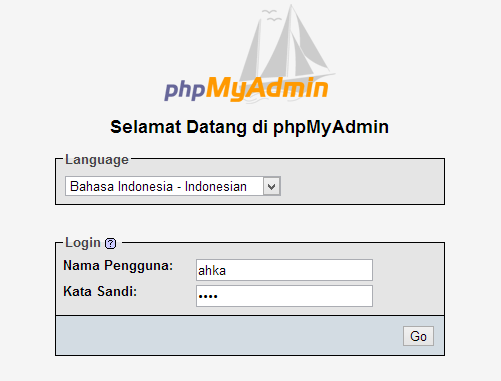 phpMyAdmin
Selamat Datang di phpMyAdmin
Language
Bahasa Indonesia - Indonesian
Login ?
Nama Pengguna: ahka
Kata Sandi: ••••
Go